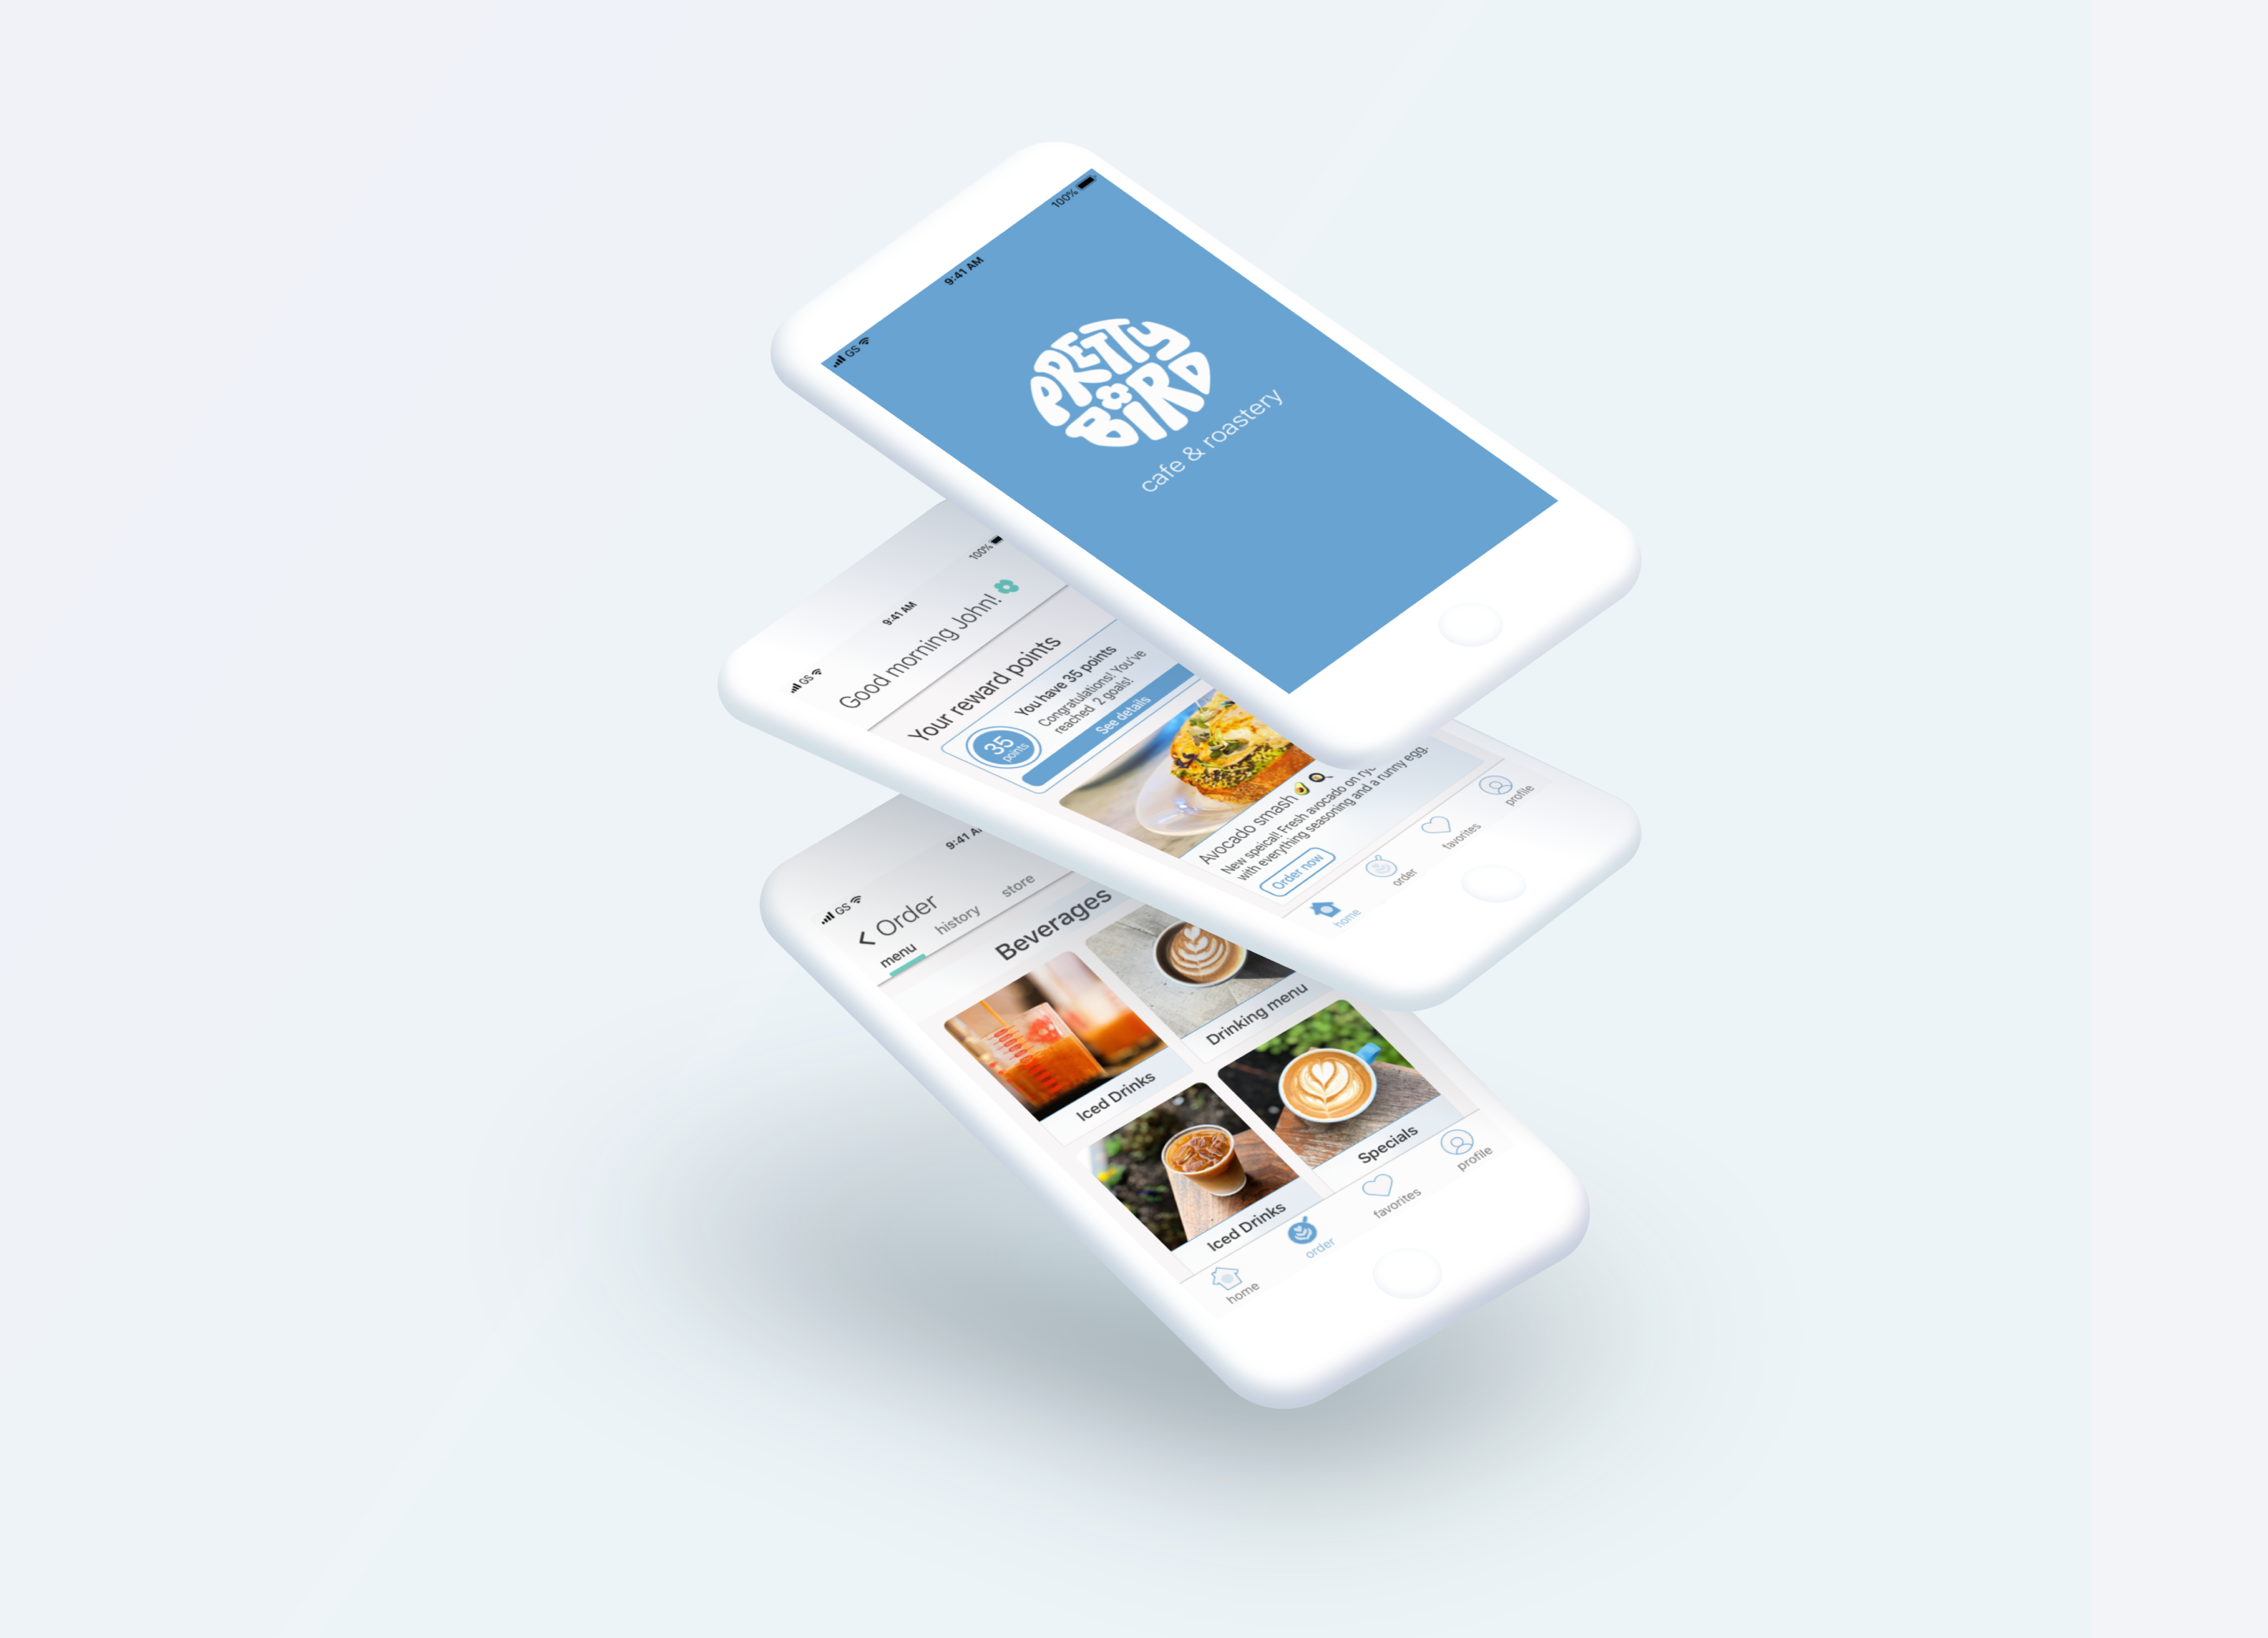 GS 9:41 AM 100%
PRETTY
BIRD
cafe & roastery
GS 9:41 AM 100%
Good morning John!
Your reward points
35
points
You have 35 points
Congratulations! You've
reached 2 goals!
See details
Avocado smash 🥑 🍳
New speical! Fresh avocado on
with everything seasoning and a runny egg.
Order now
home order favorites profile
GS 9:41
Order
menu history store
Beverages
Iced Drinks
Drinking menu
Iced Drinks
Specials
home order favorites profile